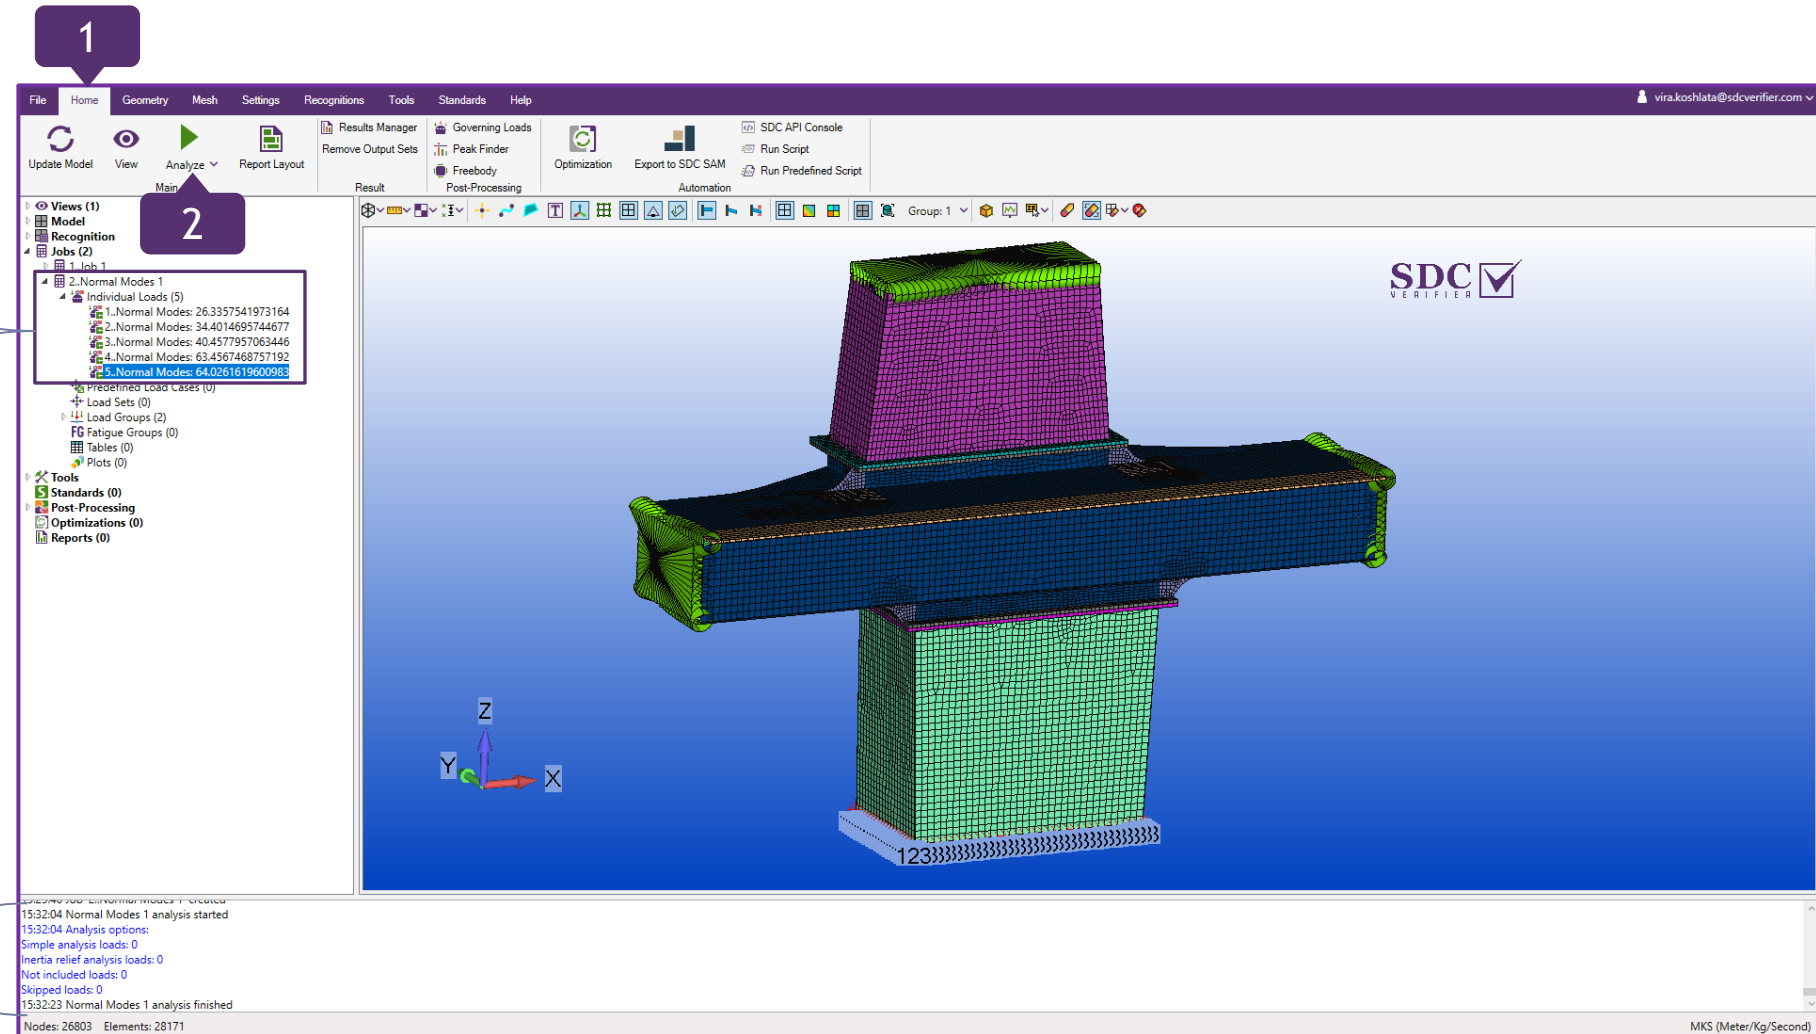 1
File Home Geometry Mesh Settings Recognitions Tools Standards Help vira.koshlata@sdcverifier.com
Results Manager Governing Loads SDC API Console
Remove Output Sets Peak Finder Run Script
Update Model View Analyze Report Layout Freebody Optimization Export to SDC SAM Run Predefined Script
Main Result Post-Processing Automation
2
Group: 1
Views (1)
Model
Recognition
Jobs (2)
1..Job 1
2..Normal Modes 1
Individual Loads (5)
1..Normal Modes: 26.3357541973164
2..Normal Modes: 34.4014695744677
3..Normal Modes: 40.4577957063446
4..Normal Modes: 63.4567468757192
5..Normal Modes: 64.0261619600983
Predefined Load Cases (0)
Load Sets (0)
Load Groups (2)
FG Fatigue Groups (0)
Tables (0)
Plots (0)
Tools
Standards (0)
Post-Processing
Optimizations (0)
Reports (0)
SDC
VERIFIER
Z
Y
X
123
15:32:04 Normal Modes 1 analysis started
15:32:04 Analysis options:
Simple analysis loads: 0
Inertia relief analysis loads: 0
Not included loads: 0
Skipped loads: 0
15:32:23 Normal Modes 1 analysis finished
Nodes: 26803 Elements: 28171 MKS (Meter/Kg/Second)